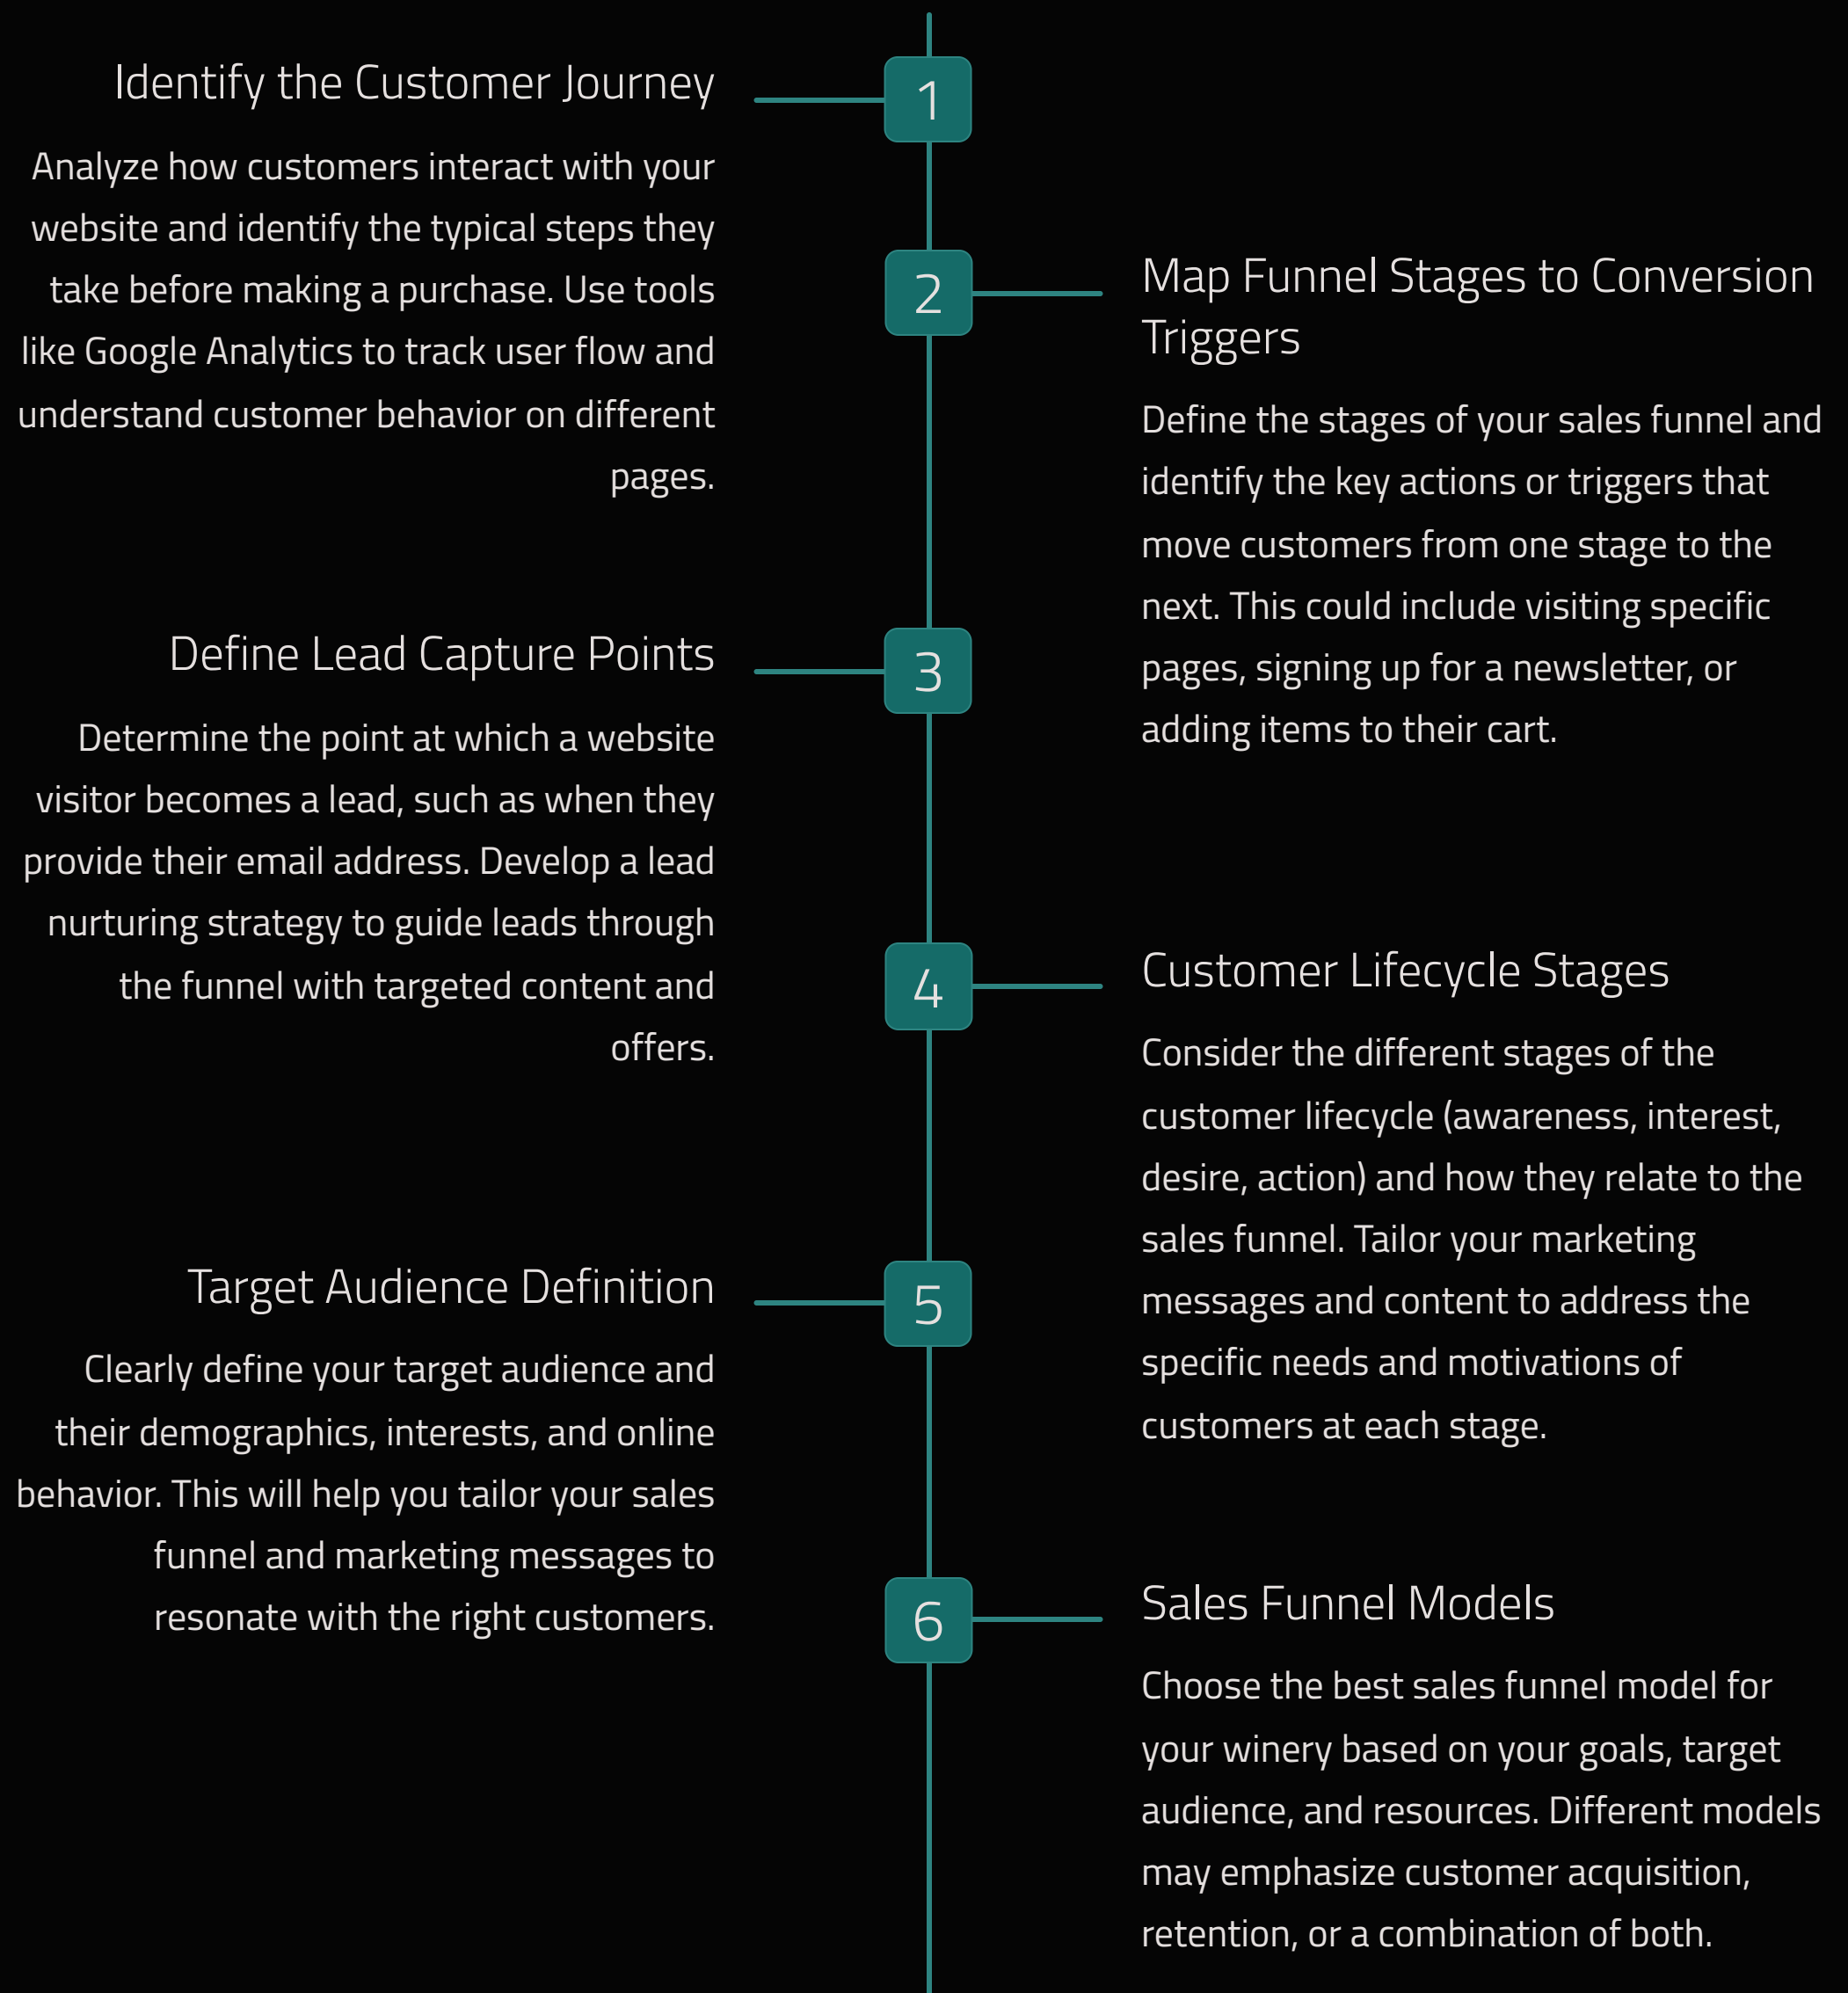 1
Identify the Customer Journey
Analyze how customers interact with your
website and identify the typical steps they
take before making a purchase. Use tools
like Google Analytics to track user flow and
understand customer behavior on different
pages.
2
Map Funnel Stages to Conversion
Triggers
Define the stages of your sales funnel and
identify the key actions or triggers that
move customers from one stage to the
next. This could include visiting specific
pages, signing up for a newsletter, or
adding items to their cart.
3
Define Lead Capture Points
Determine the point at which a website
visitor becomes a lead, such as when they
provide their email address. Develop a lead
nurturing strategy to guide leads through
the funnel with targeted content and
offers.
4
Customer Lifecycle Stages
Consider the different stages of the
customer lifecycle (awareness, interest,
desire, action) and how they relate to the
sales funnel. Tailor your marketing
messages and content to address the
specific needs and motivations of
customers at each stage.
5
Target Audience Definition
Clearly define your target audience and
their demographics, interests, and online
behavior. This will help you tailor your sales
funnel and marketing messages to
resonate with the right customers.
6
Sales Funnel Models
Choose the best sales funnel model for
your winery based on your goals, target
audience, and resources. Different models
may emphasize customer acquisition,
retention, or a combination of both.